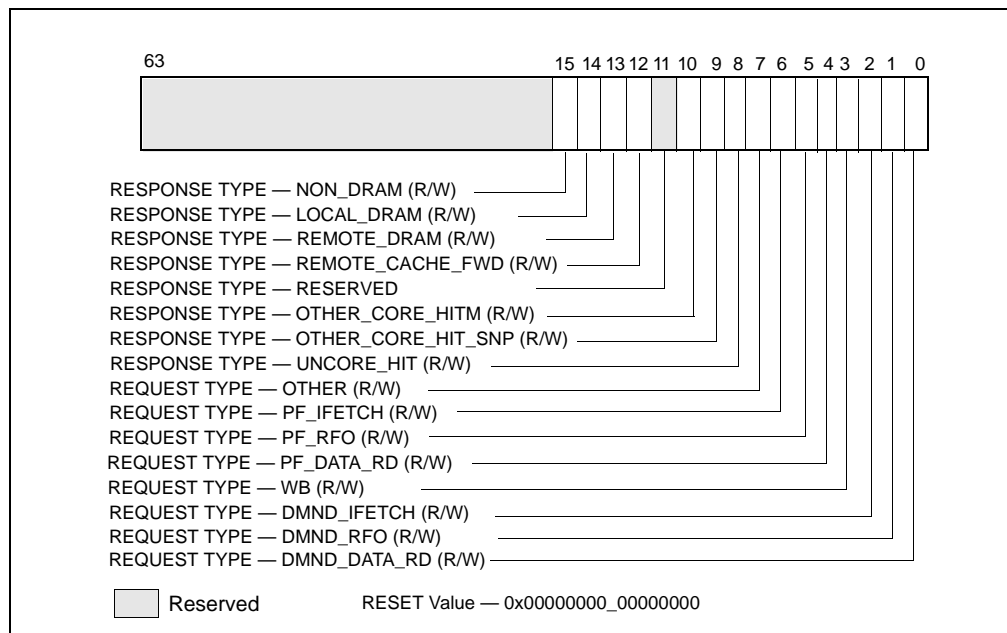 63 15 14 13 12 11 10 9 8 7 6 5 4 3 2 1 0
RESPONSE TYPE — NON_DRAM (R/W)
RESPONSE TYPE — LOCAL_DRAM (R/W)
RESPONSE TYPE — REMOTE_DRAM (R/W)
RESPONSE TYPE — REMOTE_CACHE_FWD (R/W)
RESPONSE TYPE — RESERVED
RESPONSE TYPE — OTHER_CORE_HITM (R/W)
RESPONSE TYPE — OTHER_CORE_HIT_SNP (R/W)
RESPONSE TYPE — UNCORE_HIT (R/W)
REQUEST TYPE — OTHER (R/W)
REQUEST TYPE — PF_IFETCH (R/W)
REQUEST TYPE — PF_RFO (R/W)
REQUEST TYPE — PF_DATA_RD (R/W)
REQUEST TYPE — WB (R/W)
REQUEST TYPE — DMND_IFETCH (R/W)
REQUEST TYPE — DMND_RFO (R/W)
REQUEST TYPE — DMND_DATA_RD (R/W)
Reserved RESET Value — 0x00000000_00000000